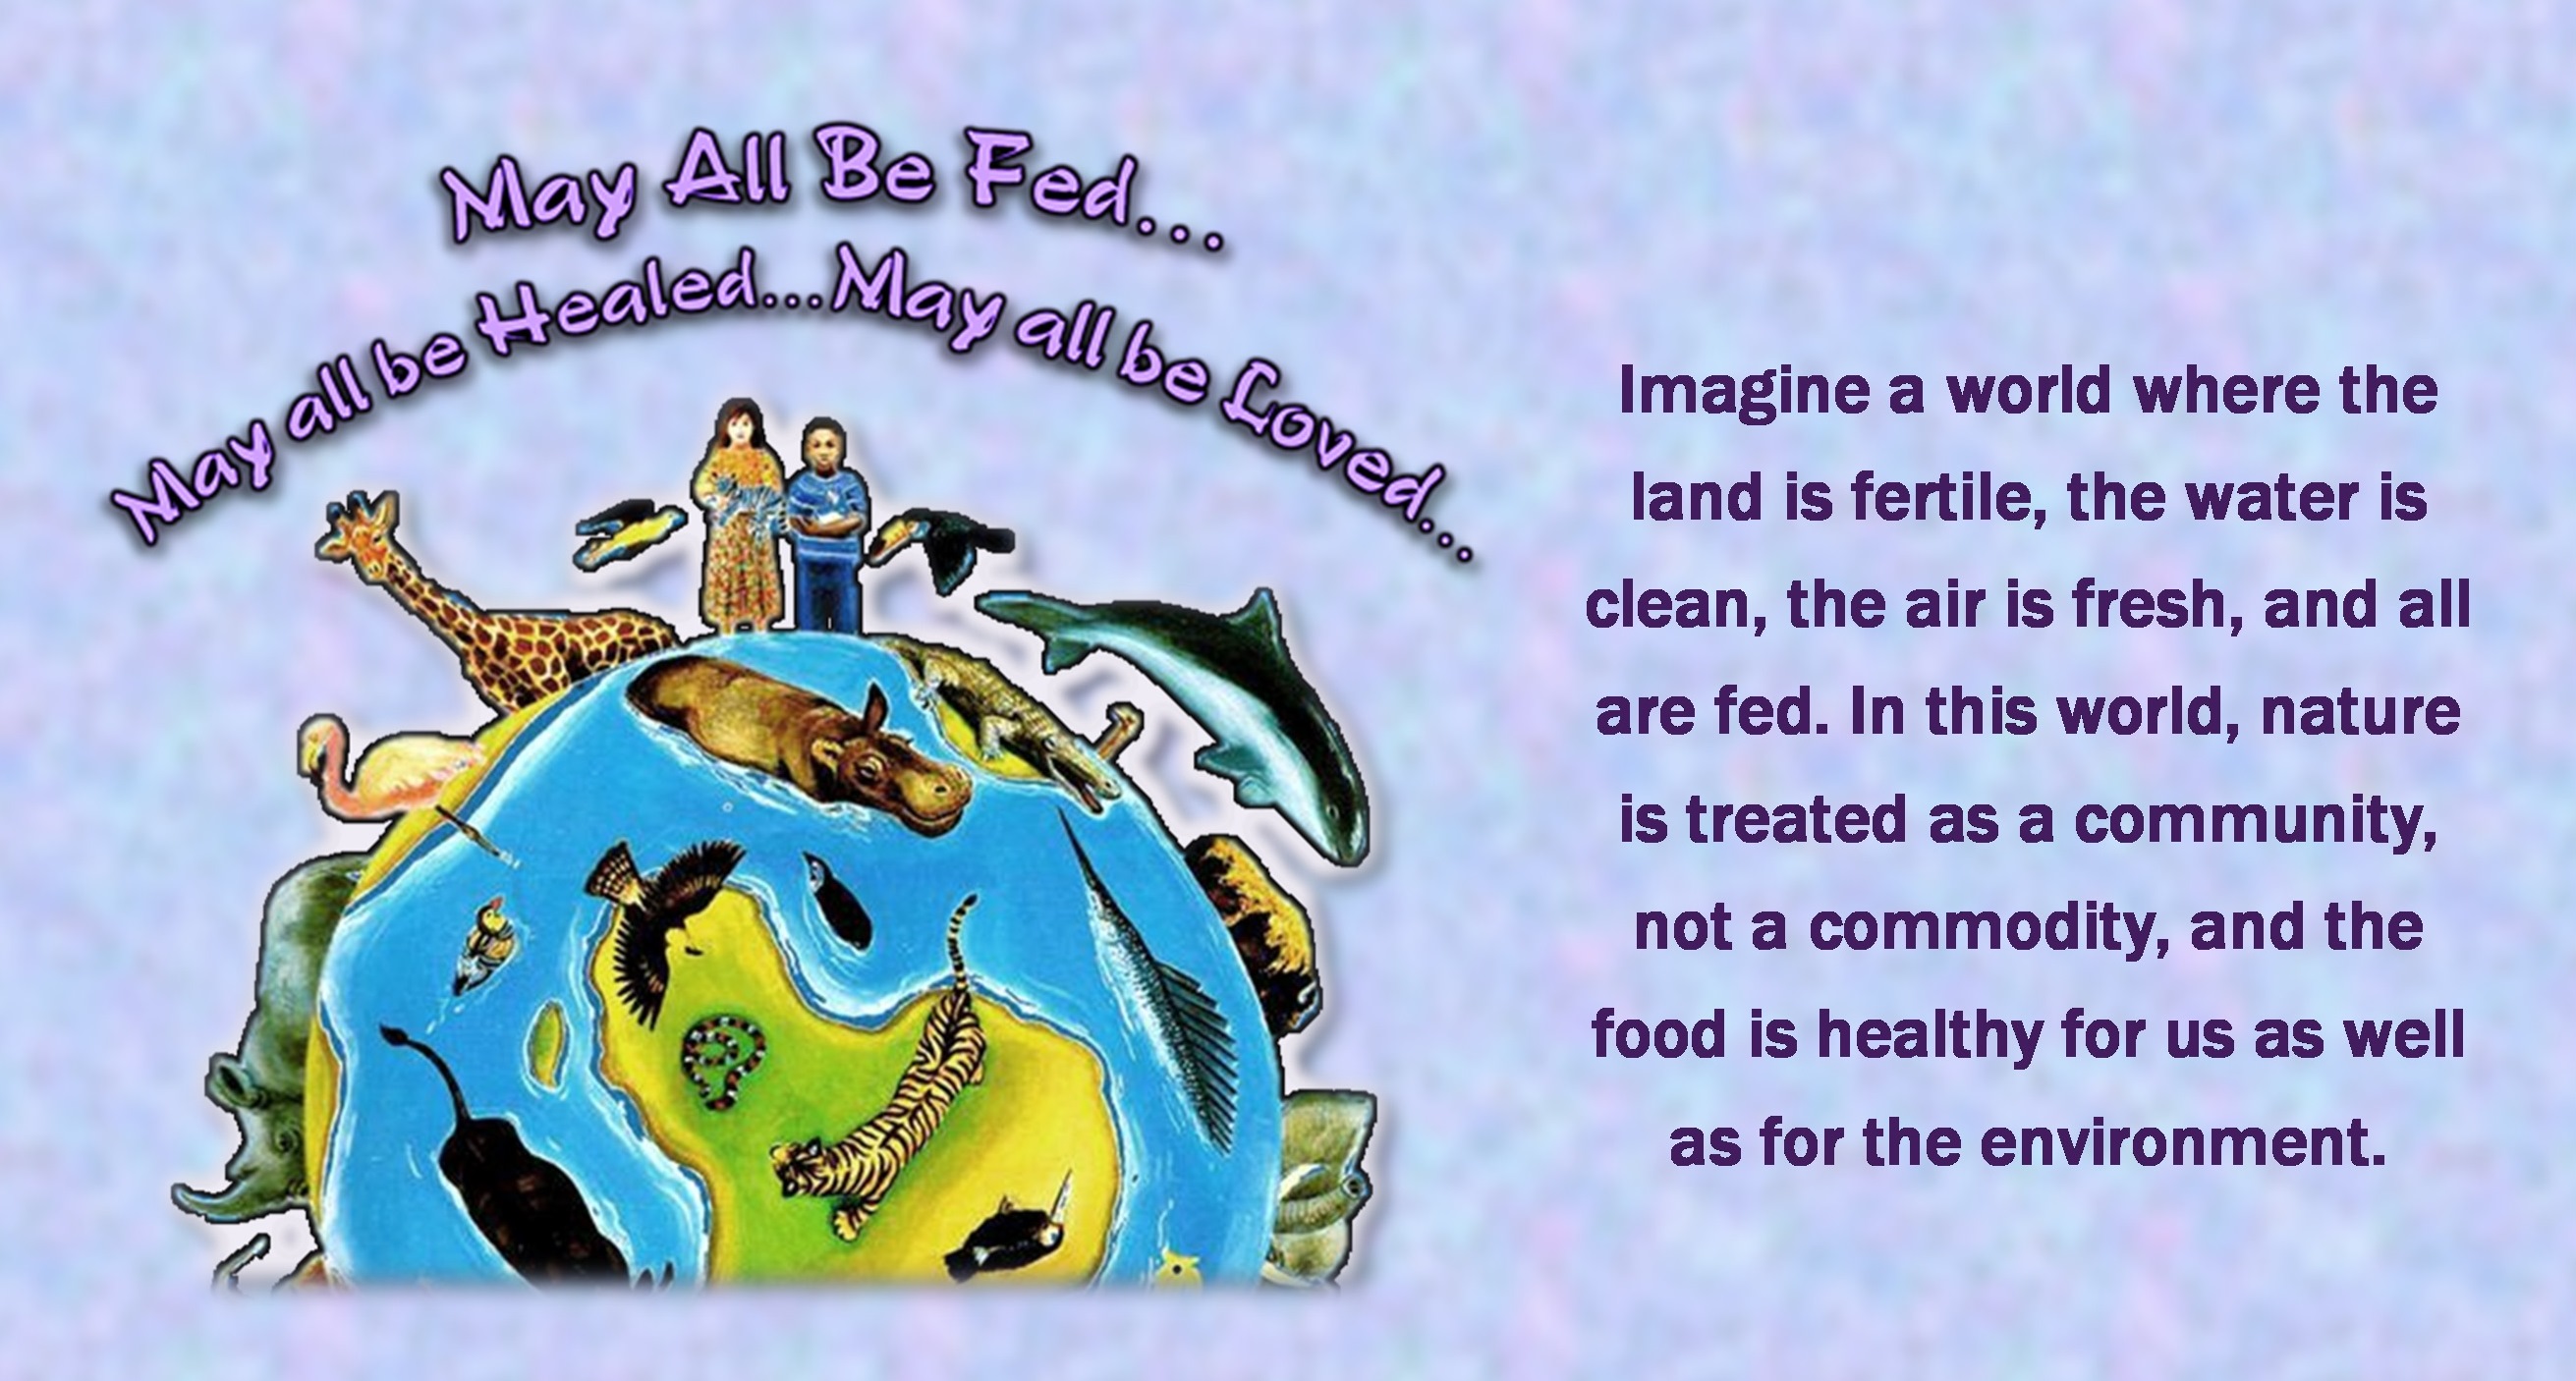 May All Be Fed...
May all be Healed...May all be Loved...
Imagine a world where the
land is fertile, the water is
clean, the air is fresh, and all
are fed. In this world, nature
is treated as a community,
not a commodity, and the
food is healthy for us as well
as for the environment.